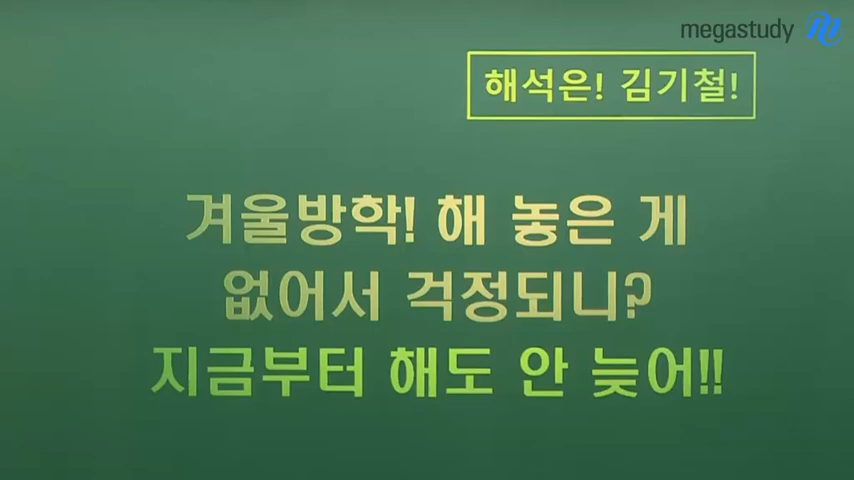 megastudy
해석은! 김기철!
겨울방학! 해 놓은 게
없어서 걱정되니?
지금부터 해도 안 늦어!!